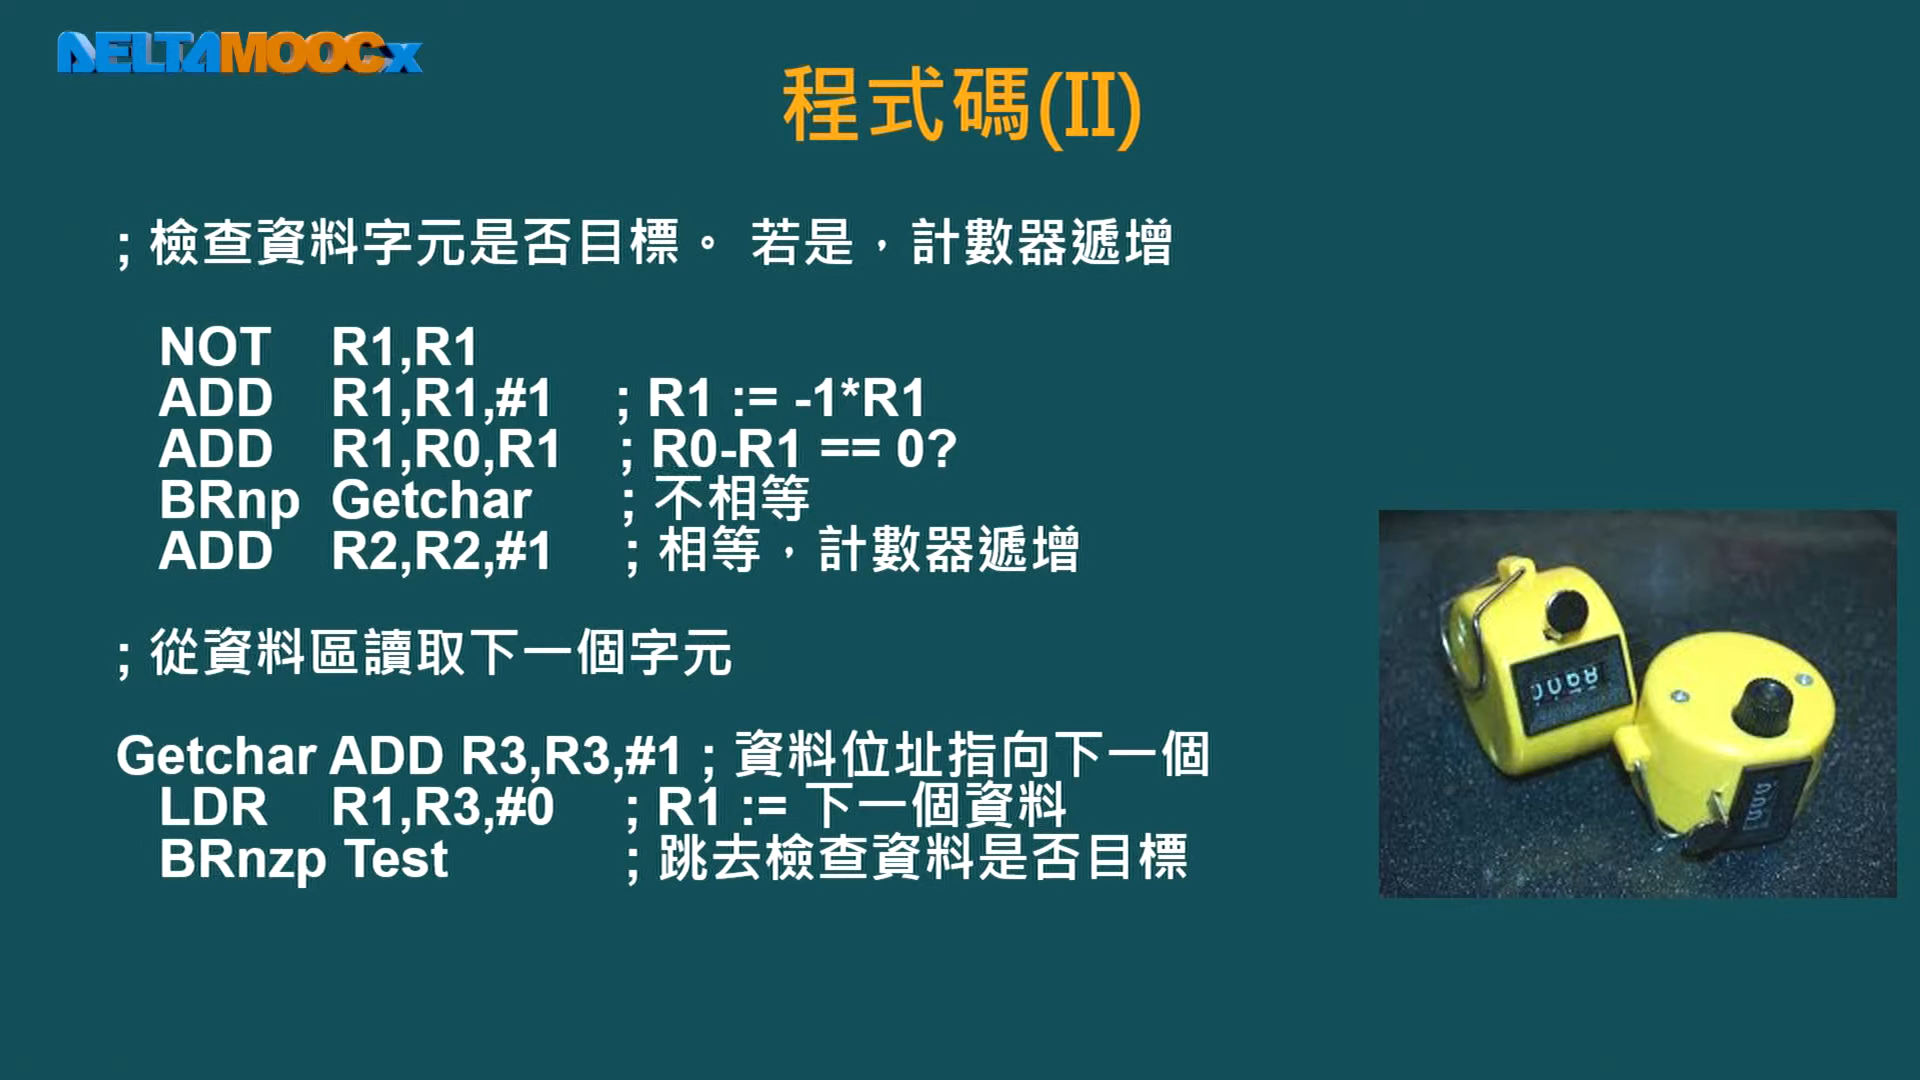 DELTAMOOCx
程式碼(II)
; 檢查資料字元是否目標。 若是，計數器遞增
NOT R1,R1
ADD R1,R1,#1 ; R1 := -1*R1
ADD R1,R0,R1 ; R0-R1 == 0?
BRnp Getchar ; 不相等
ADD R2,R2,#1 ; 相等，計數器遞增
; 從資料區讀取下一個字元
Getchar ADD R3,R3,#1 ; 資料位址指向下一個
LDR R1,R3,#0 ; R1 := 下一個資料
BRnzp Test ; 跳去檢查資料是否目標